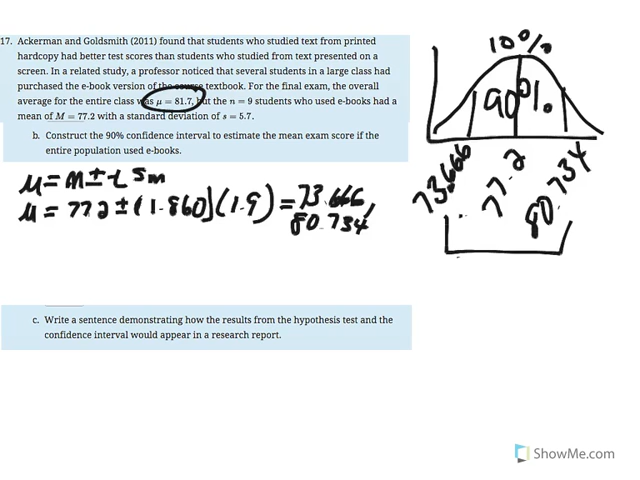 17. Ackerman and Goldsmith (2011) found that students who studied text from printed
hardcopy had better test scores than students who studied from text presented on a
screen. In a related study, a professor noticed that several students in a large class had
purchased the e-book version of the course textbook. For the final exam, the overall
average for the entire class was μ = 81.7, but the n = 9 students who used e-books had a
mean of M = 77.2 with a standard deviation of s = 5.7.
b. Construct the 90% confidence interval to estimate the mean exam score if the
entire population used e-books.
μ = M ± t sm
μ = 77.2 ± (1.860)(1.9) = 73.666,
80.734
10%
90%
73.666
77.2
80.734
c. Write a sentence demonstrating how the results from the hypothesis test and the
confidence interval would appear in a research report.
ShowMe.com